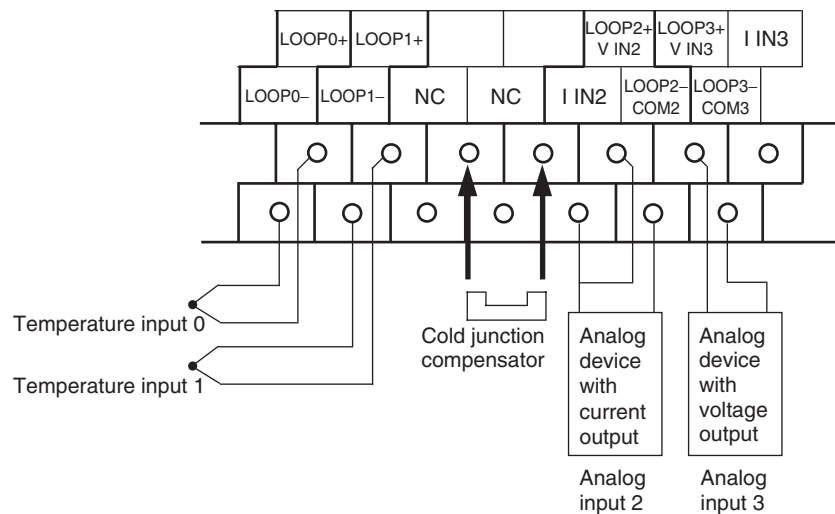 LOOP0+ LOOP1+ LOOP2+ LOOP3+ I IN3
V IN2 V IN3
LOOP0− LOOP1− NC NC I IN2 LOOP2− LOOP3−
COM2 COM3
Temperature input 0
Temperature input 1
Cold junction
compensator
Analog
device
with
current
output
Analog
device
with
voltage
output
Analog
input 2
Analog
input 3